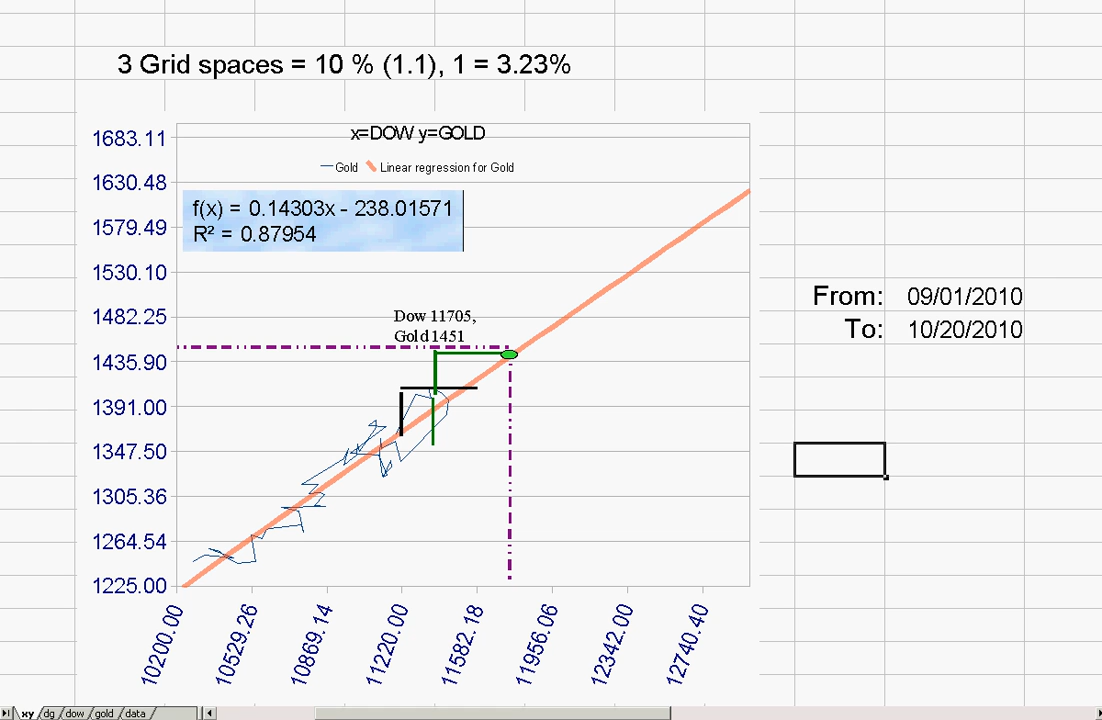 3 Grid spaces = 10 % (1.1), 1 = 3.23%
x=DOW y=GOLD
Gold Linear regression for Gold
1683.11
1630.48
1579.49
1530.10
1482.25
1435.90
1391.00
1347.50
1305.36
1264.54
1225.00
f(x) = 0.14303x - 238.01571
R² = 0.87954
Dow 11705,
Gold 1451
From: 09/01/2010
To: 10/20/2010
10200.00 10529.26 10869.14 11220.00 11582.18 11956.06 12342.00 12740.40
xy dg dow gold data